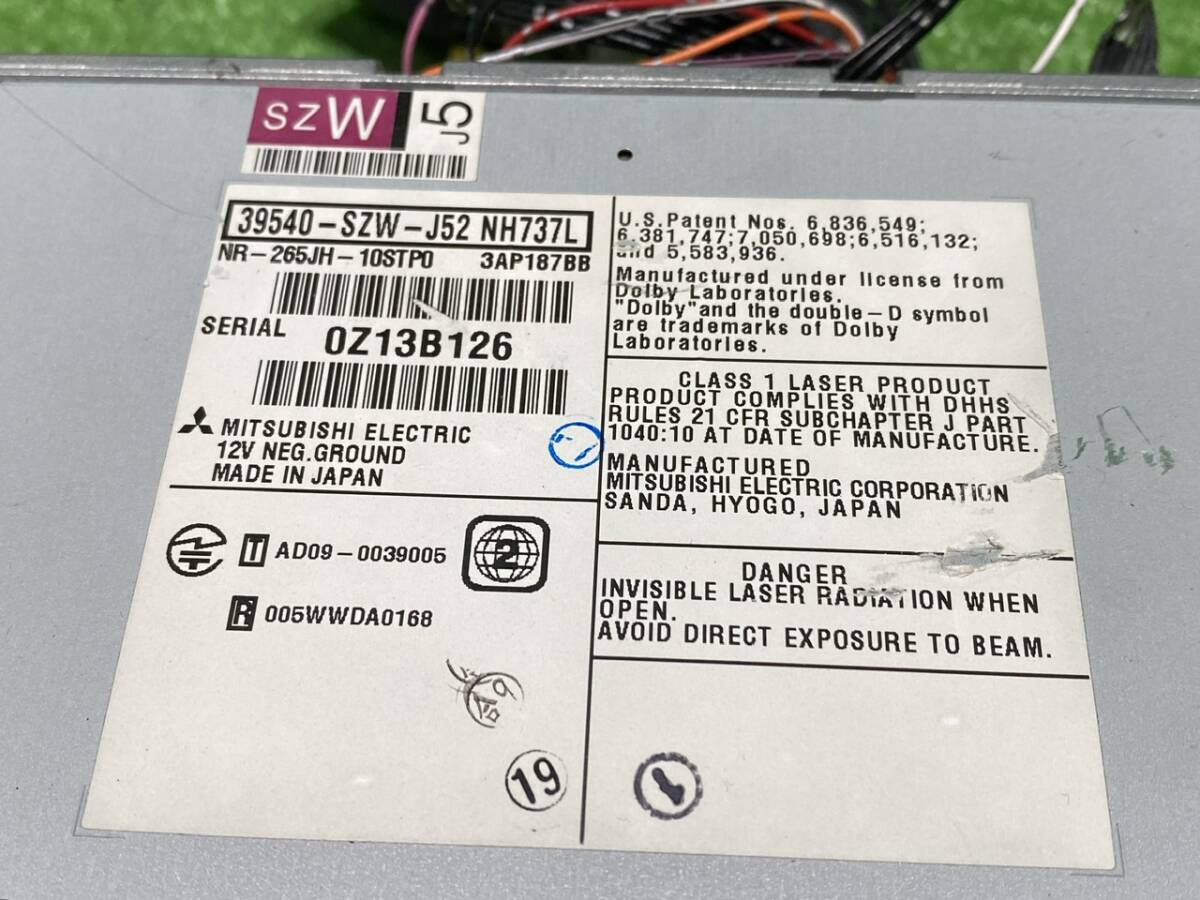 SZW
J5
39540-SZW-J52 NH737L
NR-265JH-10STP0 3AP187BB
SERIAL 0Z13B126
MITSUBISHI ELECTRIC
12V NEG.GROUND
MADE IN JAPAN
T AD09-0039005
2
R 005WWDA0168
19
U.S.Patent Nos. 6,836,549;
6,381,747;7,050,698;6,516,132;
and 5,583,936.
Manufactured under license from
Dolby Laboratories.
"Dolby"and the double-D symbol
are trademarks of Dolby
Laboratories.
CLASS 1 LASER PRODUCT
PRODUCT COMPLIES WITH DHHS
RULES 21 CFR SUBCHAPTER J PART
1040:10 AT DATE OF MANUFACTURE.
MANUFACTURED
MITSUBISHI ELECTRIC CORPORATION
SANDA, HYOGO, JAPAN
DANGER
INVISIBLE LASER RADIATION WHEN
OPEN.
AVOID DIRECT EXPOSURE TO BEAM.